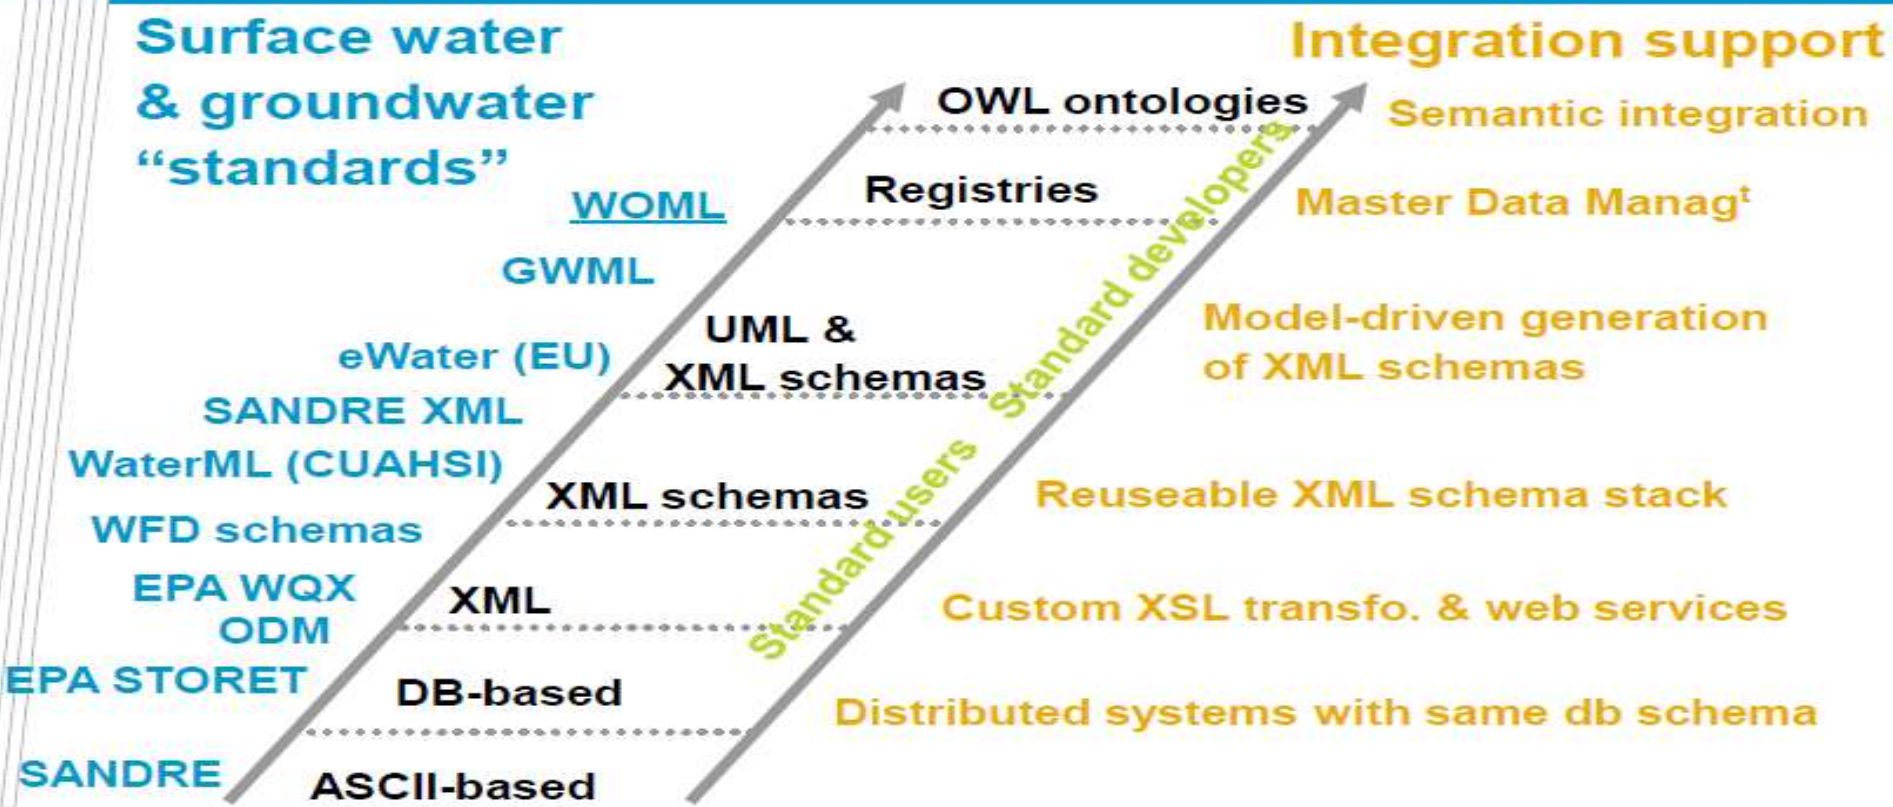 Surface water
& groundwater
“standards”
Integration support
OWL ontologies
Semantic integration
WOML
Registries
Master Data Managᵗ
GWML
UML &
XML schemas
Model-driven generation
of XML schemas
eWater (EU)
SANDRE XML
WaterML (CUAHSI)
XML schemas
Reuseable XML schema stack
WFD schemas
EPA WQX
ODM
XML
Custom XSL transfo. & web services
EPA STORET
DB-based
Distributed systems with same db schema
SANDRE
ASCII-based
Standard users
Standard developers